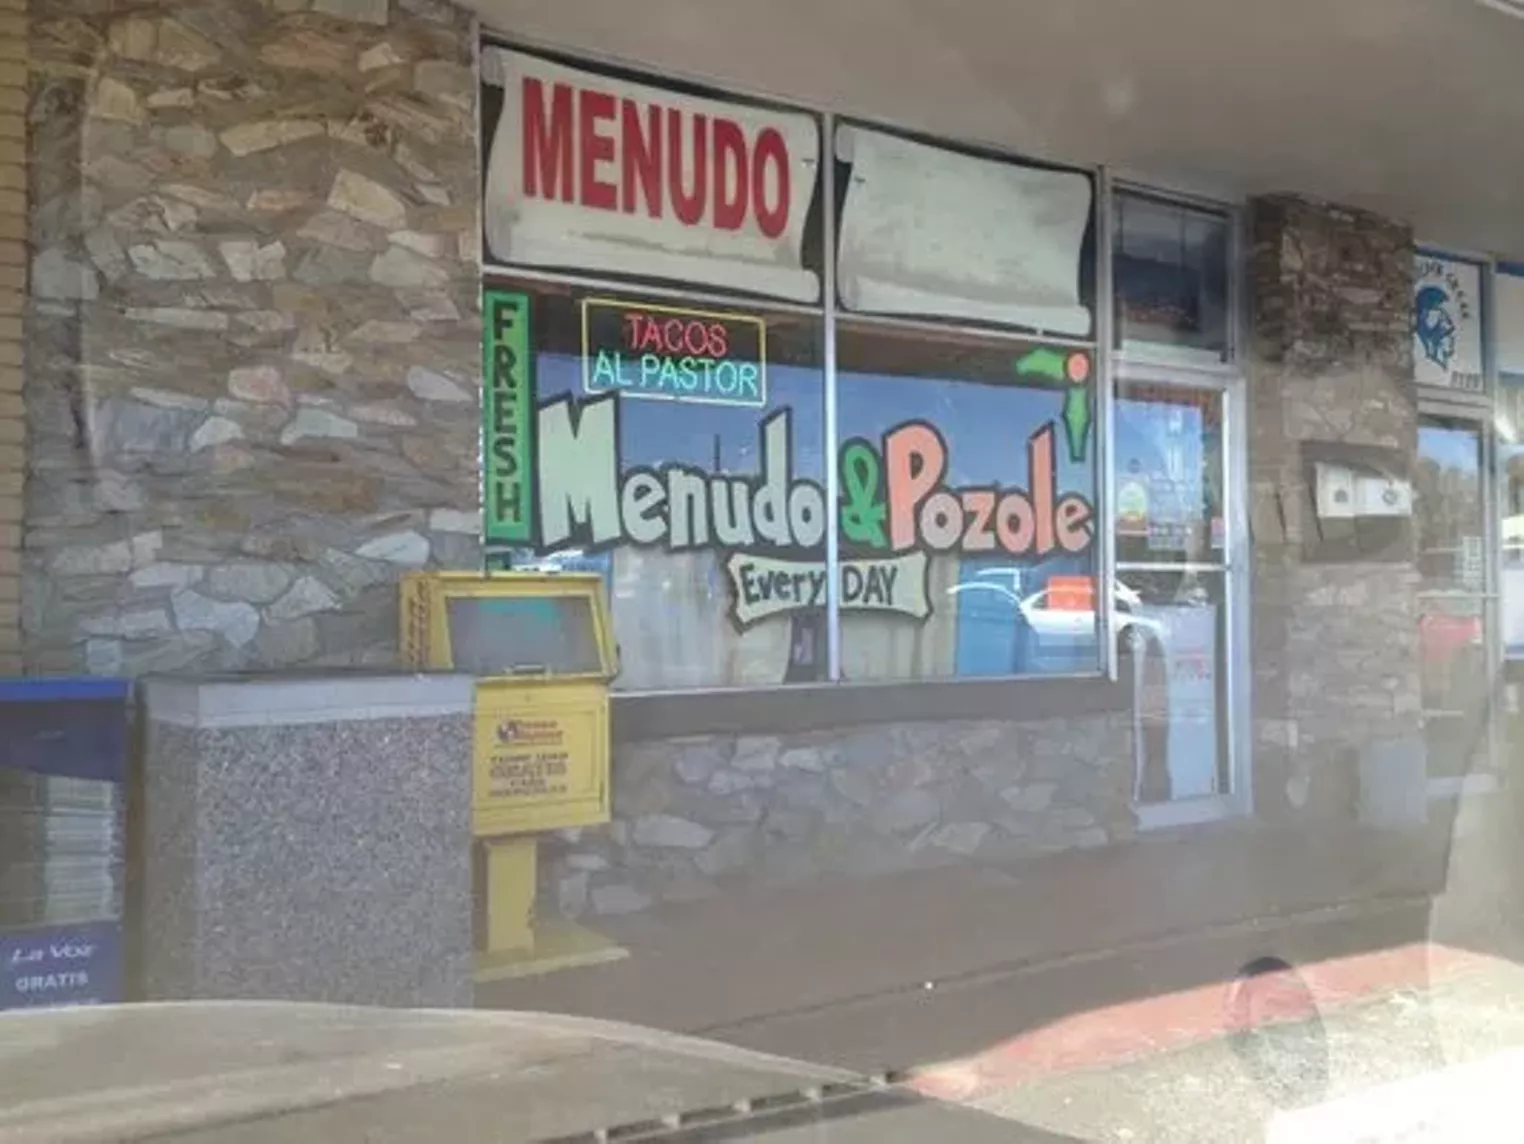 MENUDO
FRESH
TACOS
AL PASTOR
Menudo & Pozole
Every DAY
La Voz
GRATIS